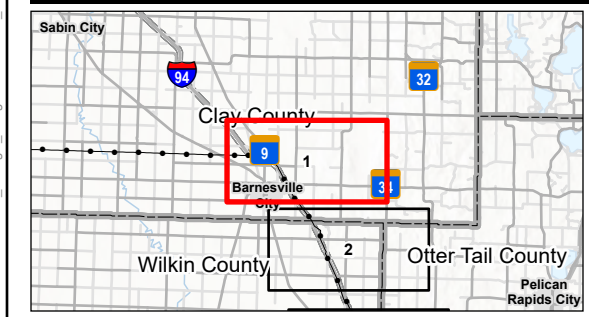 Sabin City
94
32
Clay County
9
1
34
Barnesville
City
2
Wilkin County
Otter Tail County
Pelican
Rapids City